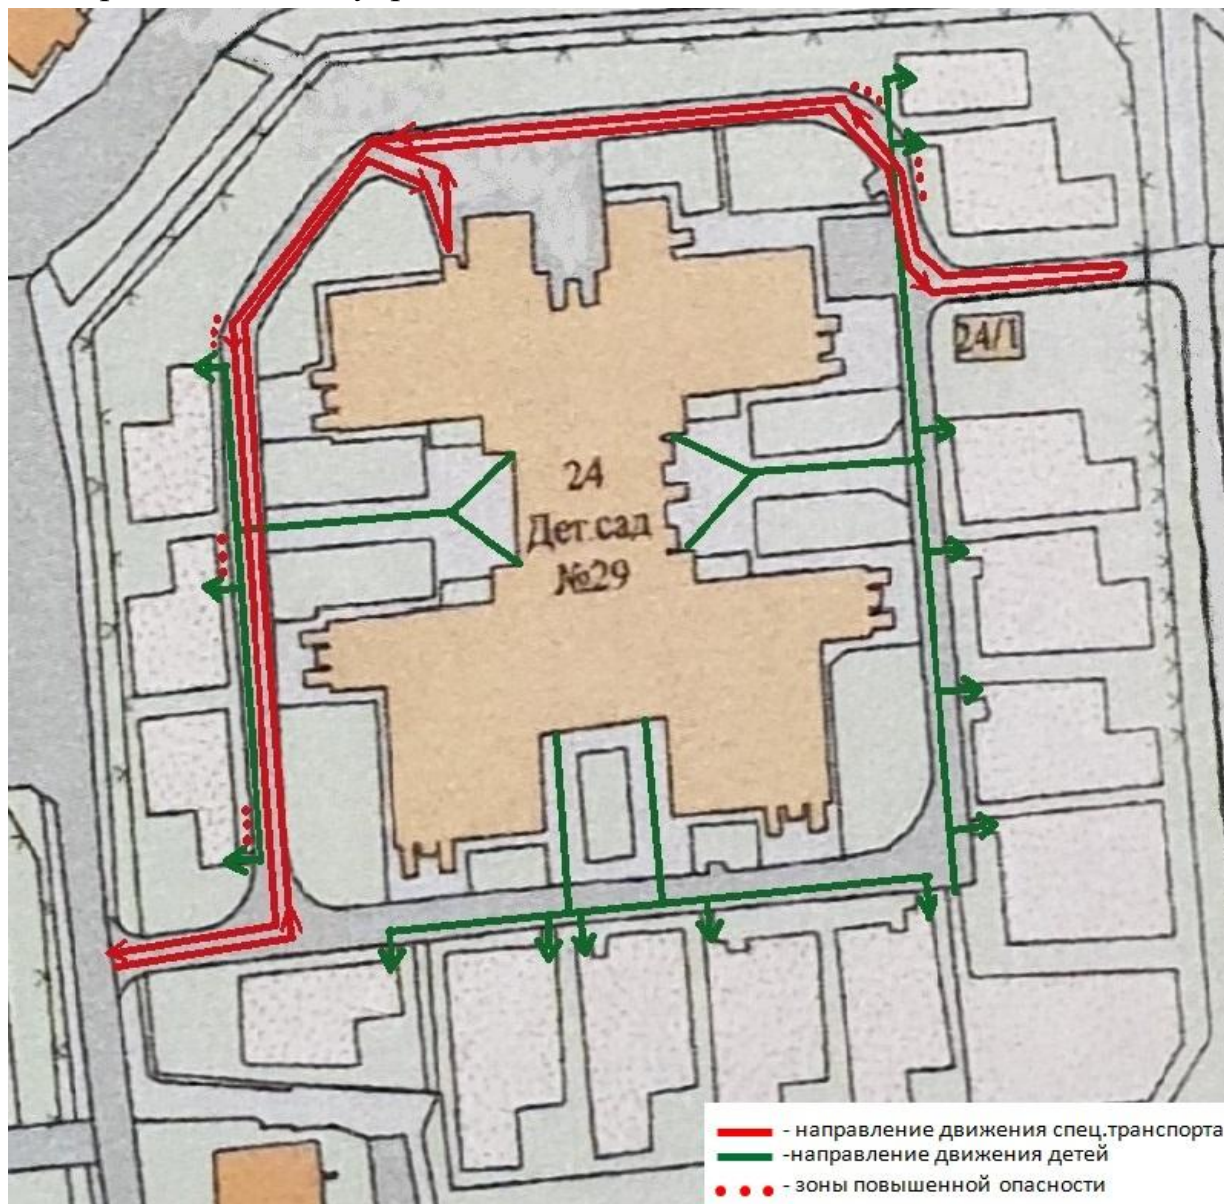 24/1
24
Дет.сад
№29
- направление движения спец.транспорта
-направление движения детей
- зоны повышенной опасности